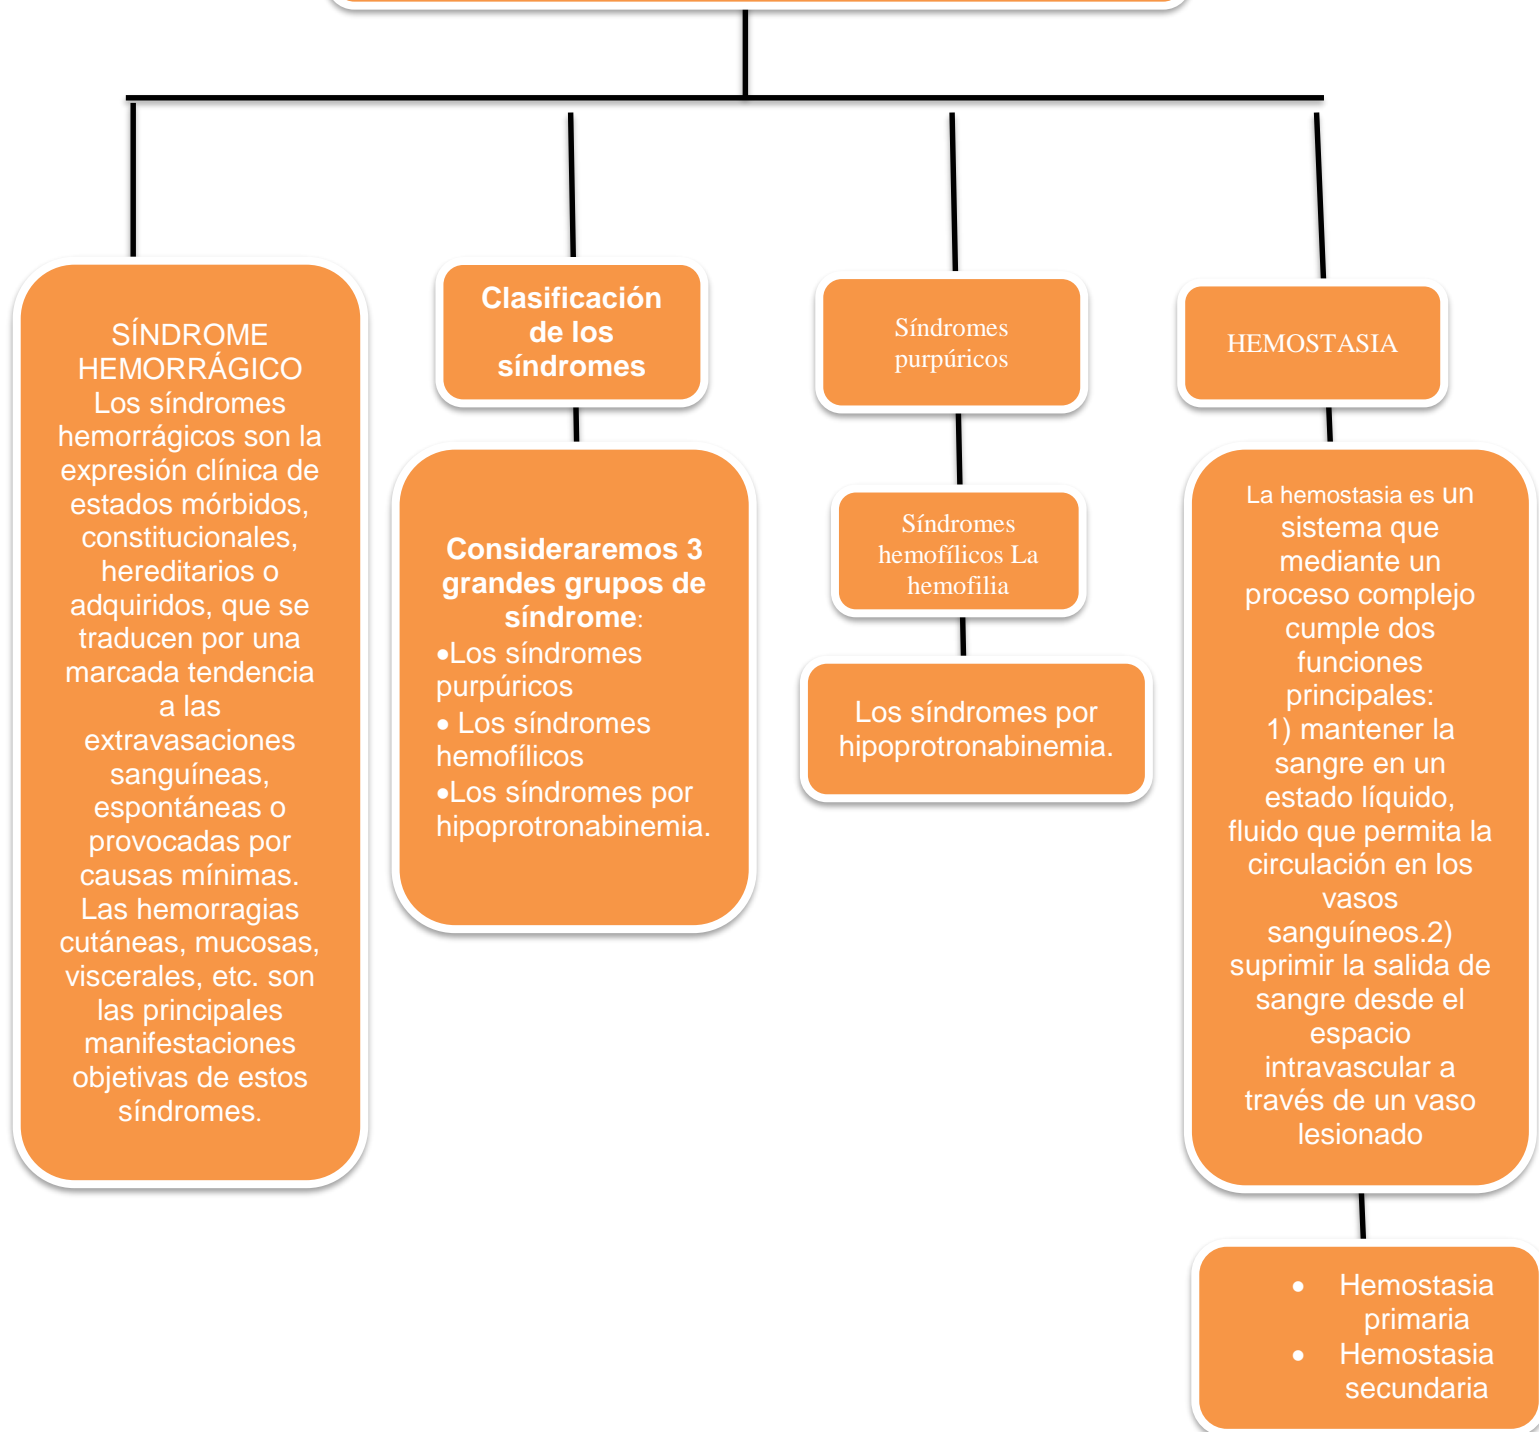 SÍNDROME
HEMORRÁGICO
Los síndromes
hemorrágicos son la
expresión clínica de
estados mórbidos,
constitucionales,
hereditarios o
adquiridos, que se
traducen por una
marcada tendencia
a las
extravasaciones
sanguíneas,
espontáneas o
provocadas por
causas mínimas.
Las hemorragias
cutáneas, mucosas,
viscerales, etc. son
las principales
manifestaciones
objetivas de estos
síndromes.
Clasificación
de los
síndromes
Consideraremos 3
grandes grupos de
síndrome:
•Los síndromes
purpúricos
• Los síndromes
hemofílicos
•Los síndromes por
hipoprotronabinemia.
Síndromes
purpúricos
Síndromes
hemofílicos La
hemofilia
Los síndromes por
hipoprotronabinemia.
HEMOSTASIA
La hemostasia es un
sistema que
mediante un
proceso complejo
cumple dos
funciones
principales:
1) mantener la
sangre en un
estado líquido,
fluido que permita la
circulación en los
vasos
sanguíneos.2)
suprimir la salida de
sangre desde el
espacio
intravascular a
través de un vaso
lesionado
• Hemostasia
primaria
• Hemostasia
secundaria